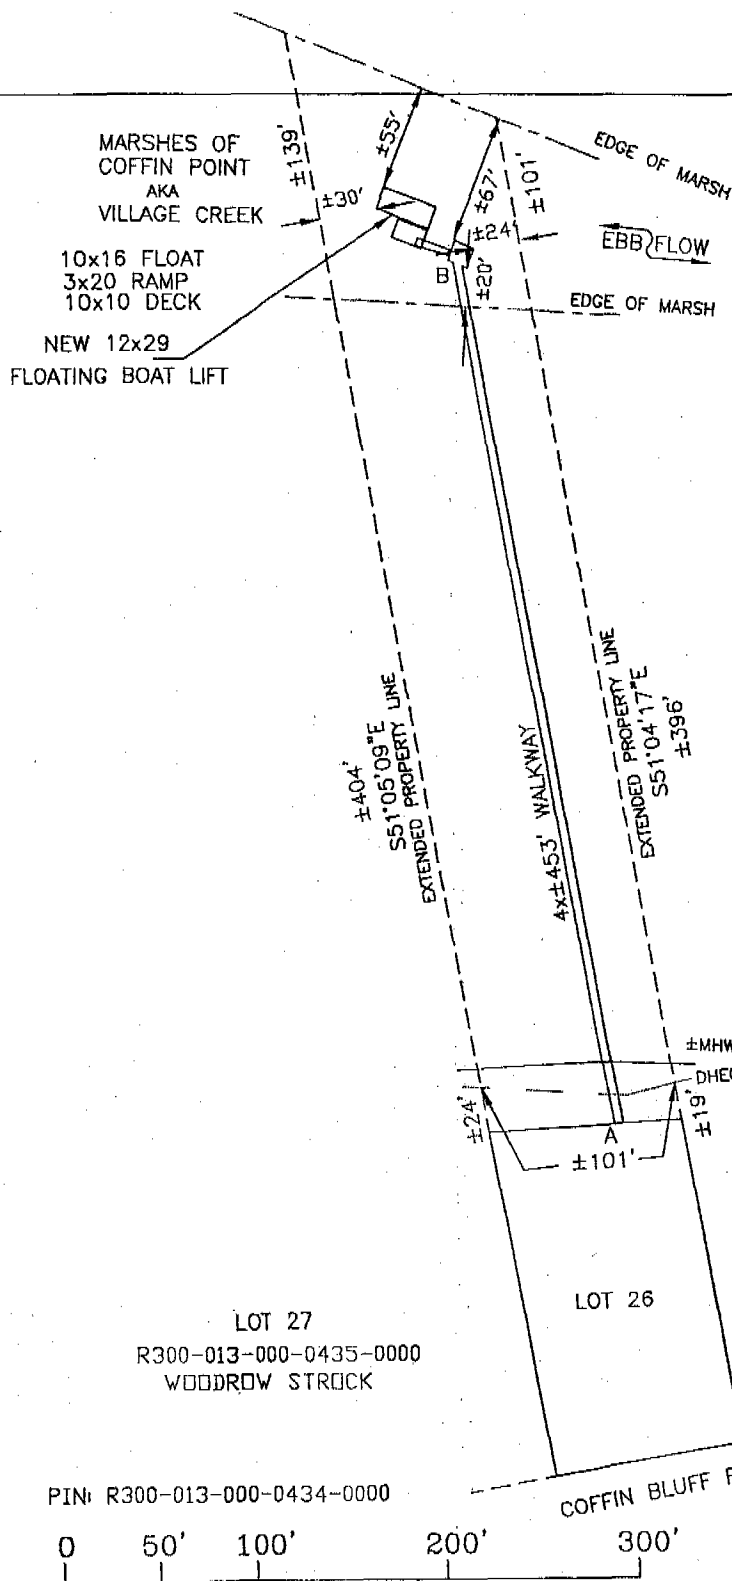 ±139'
±55'
MARSHES OF
COFFIN POINT
AKA
VILLAGE CREEK
±30'
±67'
±101'
EDGE OF MARSH
±24'
EBB FLOW
10x16 FLOAT
3x20 RAMP
10x10 DECK
B
±20'
EDGE OF MARSH
NEW 12x29
FLOATING BOAT LIFT
±404'
S51°05'09"E
EXTENDED PROPERTY LINE
4x±453' WALKWAY
EXTENDED PROPERTY LINE
S51°04'17"E
±396'
±MHW
±24'
A
±101'
±19'
LOT 26
LOT 27
R300-013-000-0435-0000
WOODROW STROCK
PIN: R300-013-000-0434-0000
COFFIN BLUFF
0 50' 100' 200' 300'